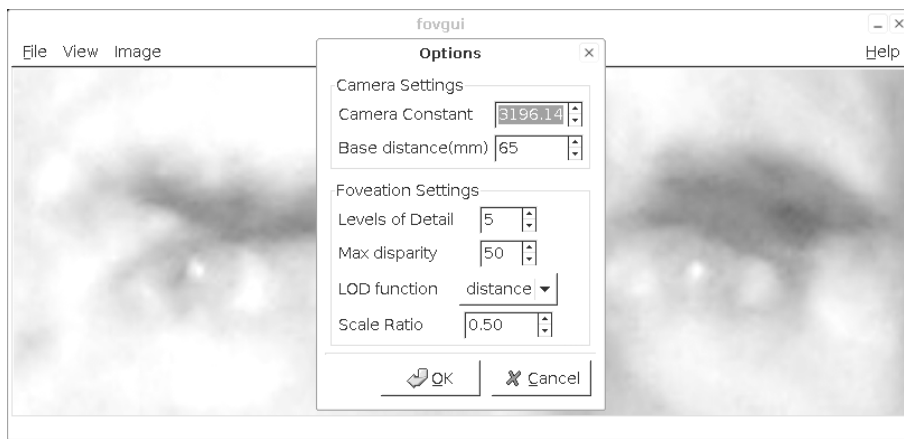 fovgui
File View Image Help
Options
Camera Settings
Camera Constant 3196.14
Base distance(mm) 65
Foveation Settings
Levels of Detail 5
Max disparity 50
LOD function distance
Scale Ratio 0.50
OK Cancel